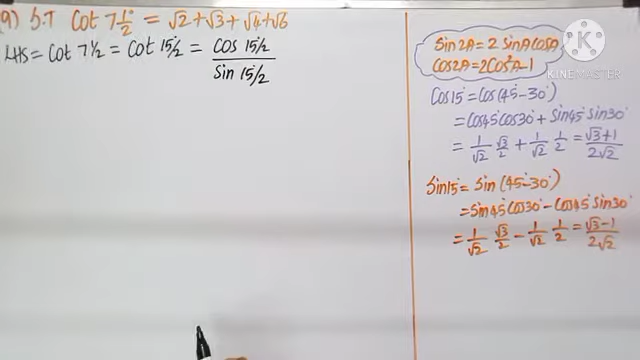 (9) S.T Cot 7½° = √2+√3+√4+√6
LHS = Cot 7½ = Cot 15°/2 = Cos 15°/2 / Sin 15°/2
Sin2A = 2 SinA CosA
Cos2A = 2Cos²A-1
KINEMASTER
Cos15° = Cos(45°-30°)
= Cos45°Cos30° + Sin45°Sin30°
= 1/√2 √3/2 + 1/√2 1/2 = √3+1/2√2
Sin15° = Sin(45°-30°)
= Sin45°Cos30° - Cos45°Sin30°
= 1/√2 √3/2 - 1/√2 1/2 = √3-1/2√2